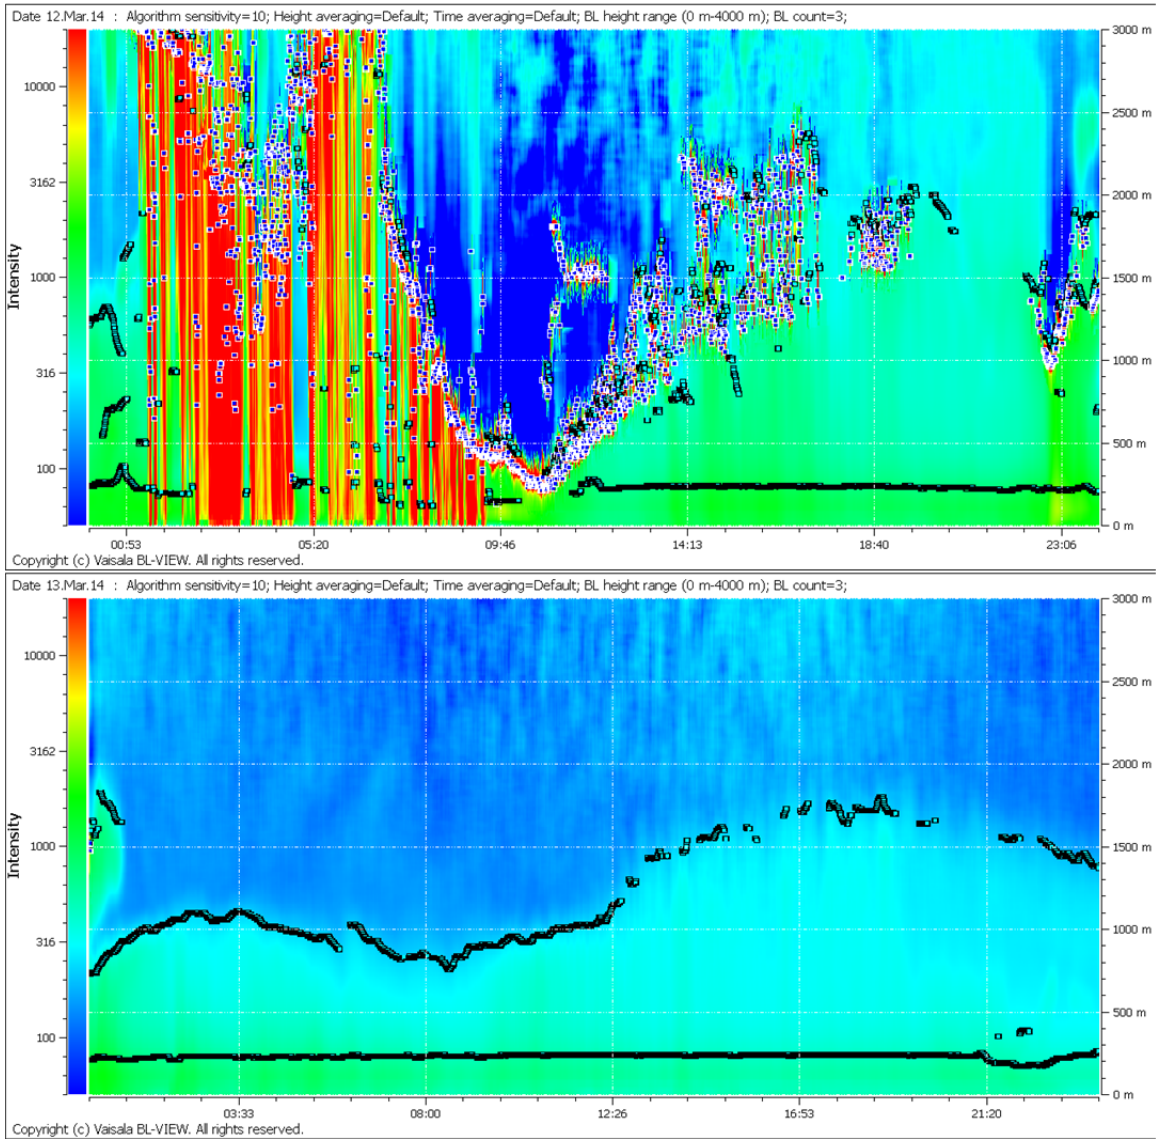 Date 12.Mar.14 : Algorithm sensitivity=10; Height averaging=Default; Time averaging=Default; BL height range (0 m-4000 m); BL count=3;
3000 m
10000
2500 m
3162
2000 m
Intensity
1000
1500 m
316
1000 m
500 m
100
0 m
00:53 05:20 09:46 14:13 18:40 23:06
Copyright (c) Vaisala BL-VIEW. All rights reserved.
Date 13.Mar.14 : Algorithm sensitivity=10; Height averaging=Default; Time averaging=Default; BL height range (0 m-4000 m); BL count=3;
3000 m
10000
2500 m
3162
2000 m
Intensity
1000
1500 m
316
1000 m
500 m
100
0 m
03:33 08:00 12:26 16:53 21:20
Copyright (c) Vaisala BL-VIEW. All rights reserved.